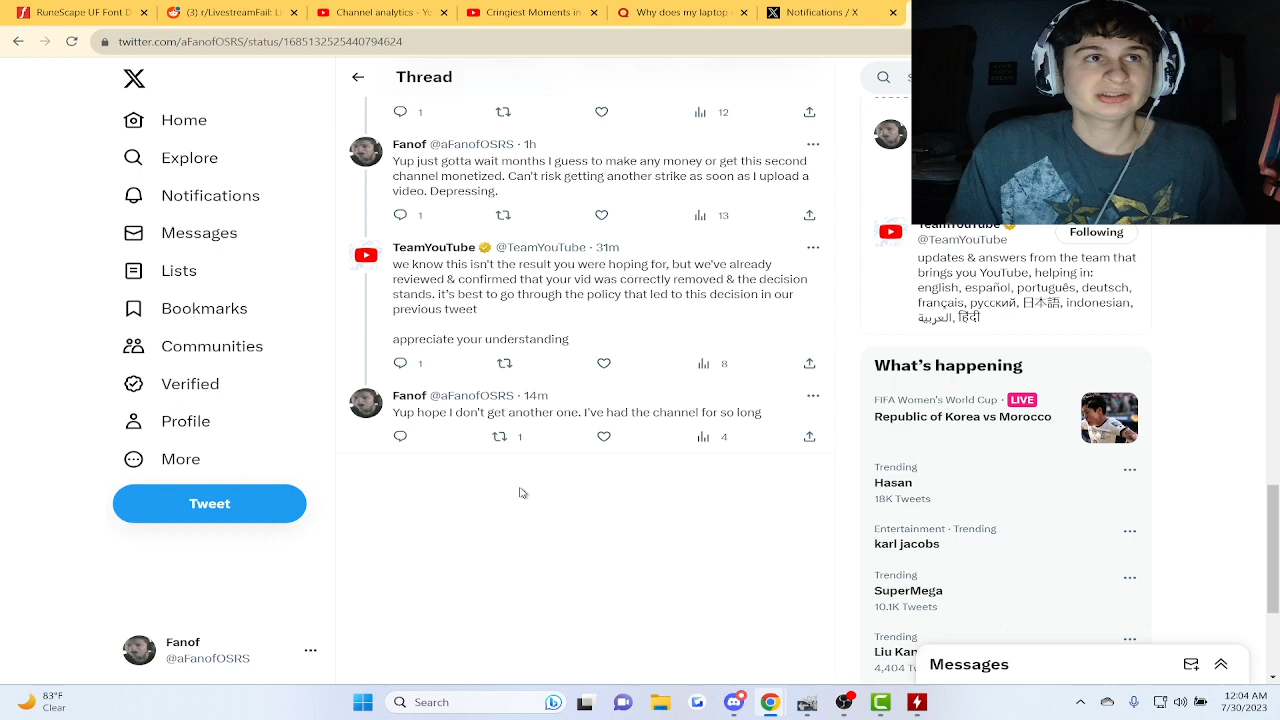 RuneScape UF Font D
(3) r/LivestreamFail L
Channel analytics - Yo
Cringiest Moments in
Why does my laptop
Notifications / X
twitter.com/aFanofOSRS/status/1685132525440794624
Home
Explore
Notifications
Messages
Lists
Bookmarks
Communities
Verified
Profile
More
Tweet
Fanof
@aFanofOSRS
Thread
12
Fanof @aFanofOSRS · 1h
Yup just gotta wait months I guess to make any money or get this second
channel monetized. Can't risk getting another strike as soon as I upload a
video. Depressing.
1
13
TeamYouTube @TeamYouTube · 31m
we know this isn't the result you were hoping for, but we've already
reviewed & confirmed that your vid was correctly removed & the decision
stands. it's best to go through the policy that led to this decision in our
previous tweet
appreciate your understanding
1
8
Fanof @aFanofOSRS · 14m
Yup hope I don't get another one. I've had the channel for so long
1
4
TeamYouTube
@TeamYouTube
Following
updates & answers from the team that
brings you YouTube, helping in:
english, español, português, deutsch,
français, русский, 日本語, indonesian,
العربية, हिंदी
What's happening
FIFA Women's World Cup · LIVE
Republic of Korea vs Morocco
Trending
Hasan
18K Tweets
Entertainment · Trending
karl jacobs
Trending
SuperMega
10.1K Tweets
Trending
Liu Kan
4,404 Tw
Messages
83°F
Clear
Search
12:04 AM
7/30/2023